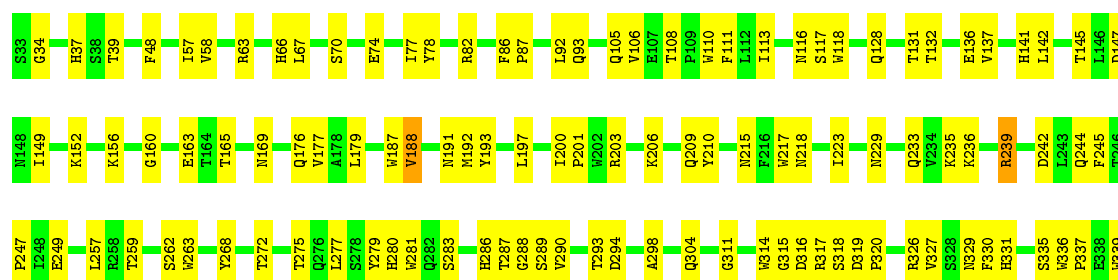 S33 G34 H37 S38 T39 F48 I57 V58 R63 H66 L67 S70 E74 I77 Y78 R82 F86 P87 L92 Q93 Q105 V106 E107 T108 P109 W110 F111 L112 I113 N116 S117 W118 Q128 T131 T132 E136 V137 H141 L142 T145 L146 D147
N148 I149 K152 K156 G160 E163 T164 T165 N169 Q176 V177 A178 L179 W187 V188 N191 M192 Y193 L197 I200 P201 W202 R203 K206 Q209 Y210 N215 F216 W217 N218 I223 N229 Q233 V234 K235 K236 R239 D242 L243 Q244 F245 T246
P247 I248 E249 L257 R258 T259 S262 W263 Y268 T272 T275 Q276 L277 S278 Y279 H280 W281 Q282 S283 H286 T287 G288 S289 V290 T293 D294 A298 Q304 G311 W314 G315 D316 R317 S318 D319 P320 R326 V327 S328 N329 F330 H331 S335 W336 P337 E338